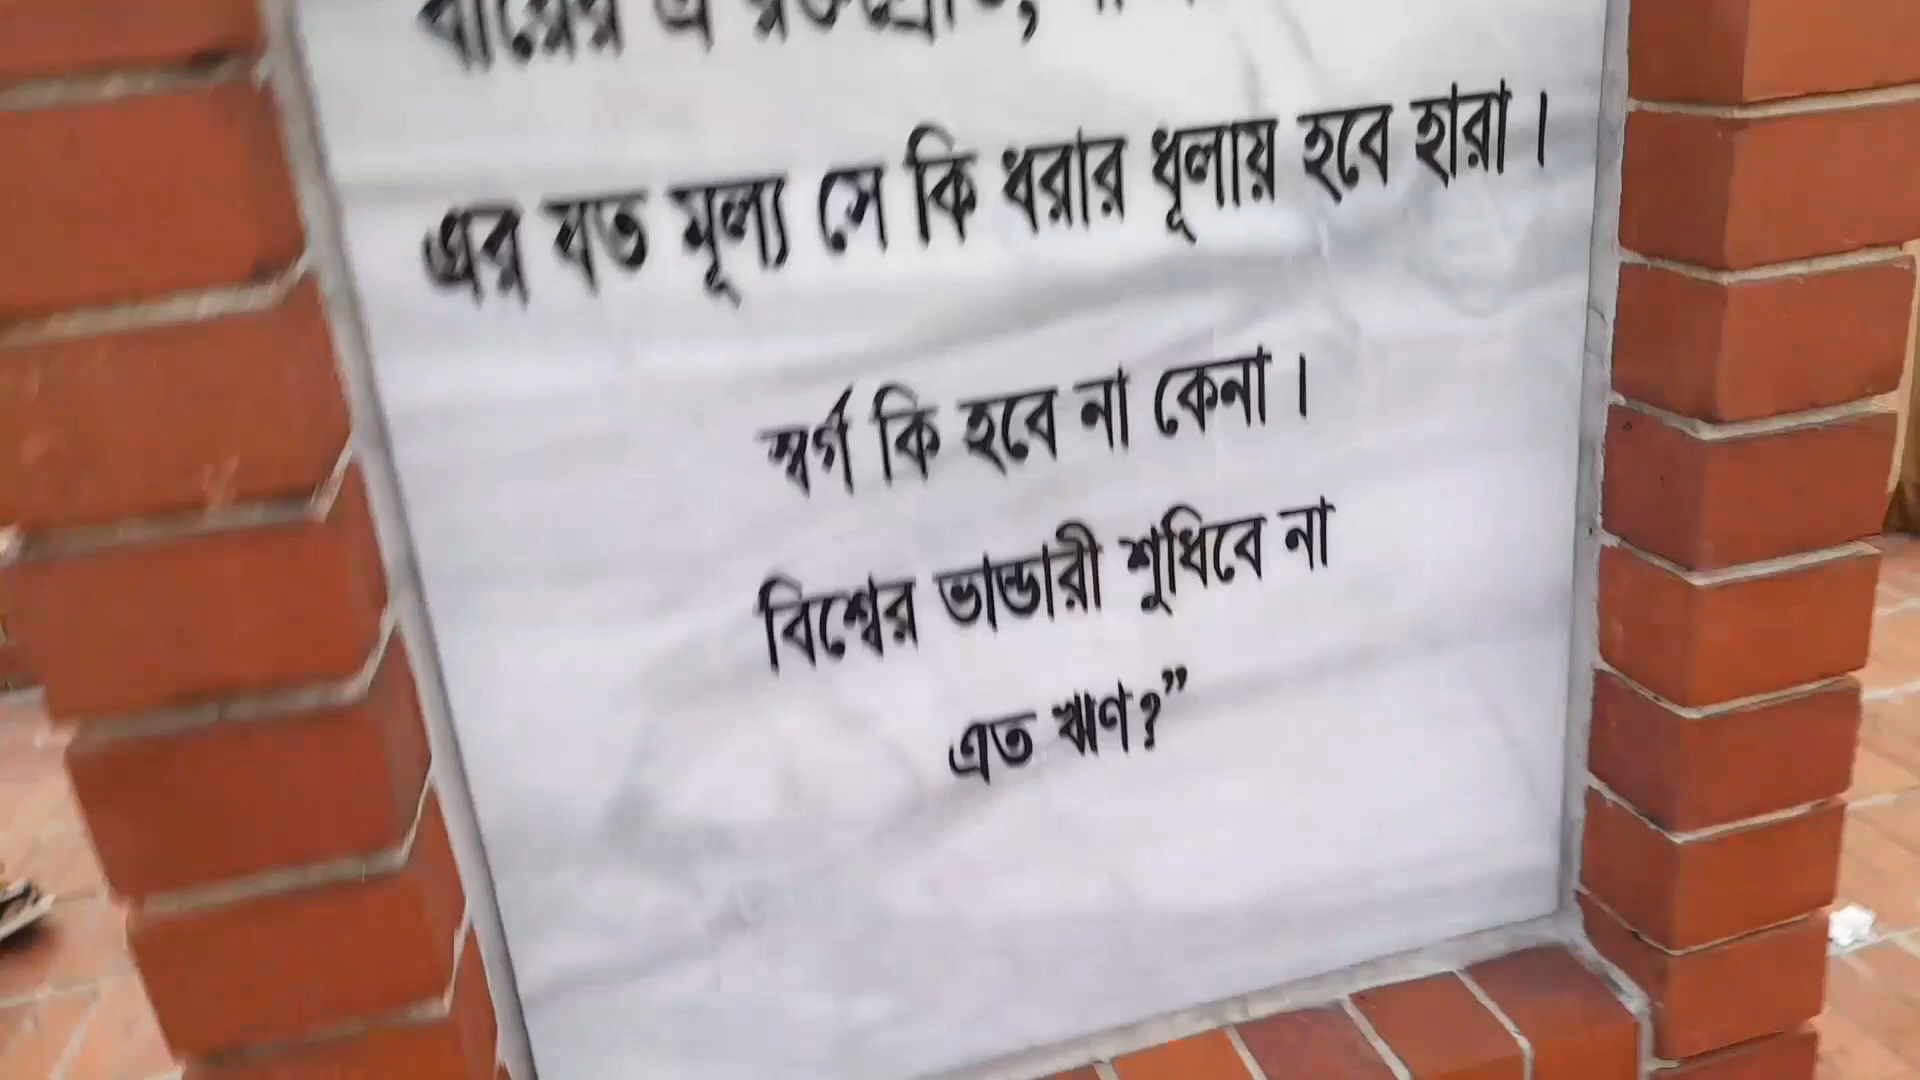 এর যত মূল্য সে কি ধরার ধূলায় হবে হারা।
স্বর্গ কি হবে না কেনা।
বিশ্বের ভান্ডারী শুধিবে না
এত ঋণ?”